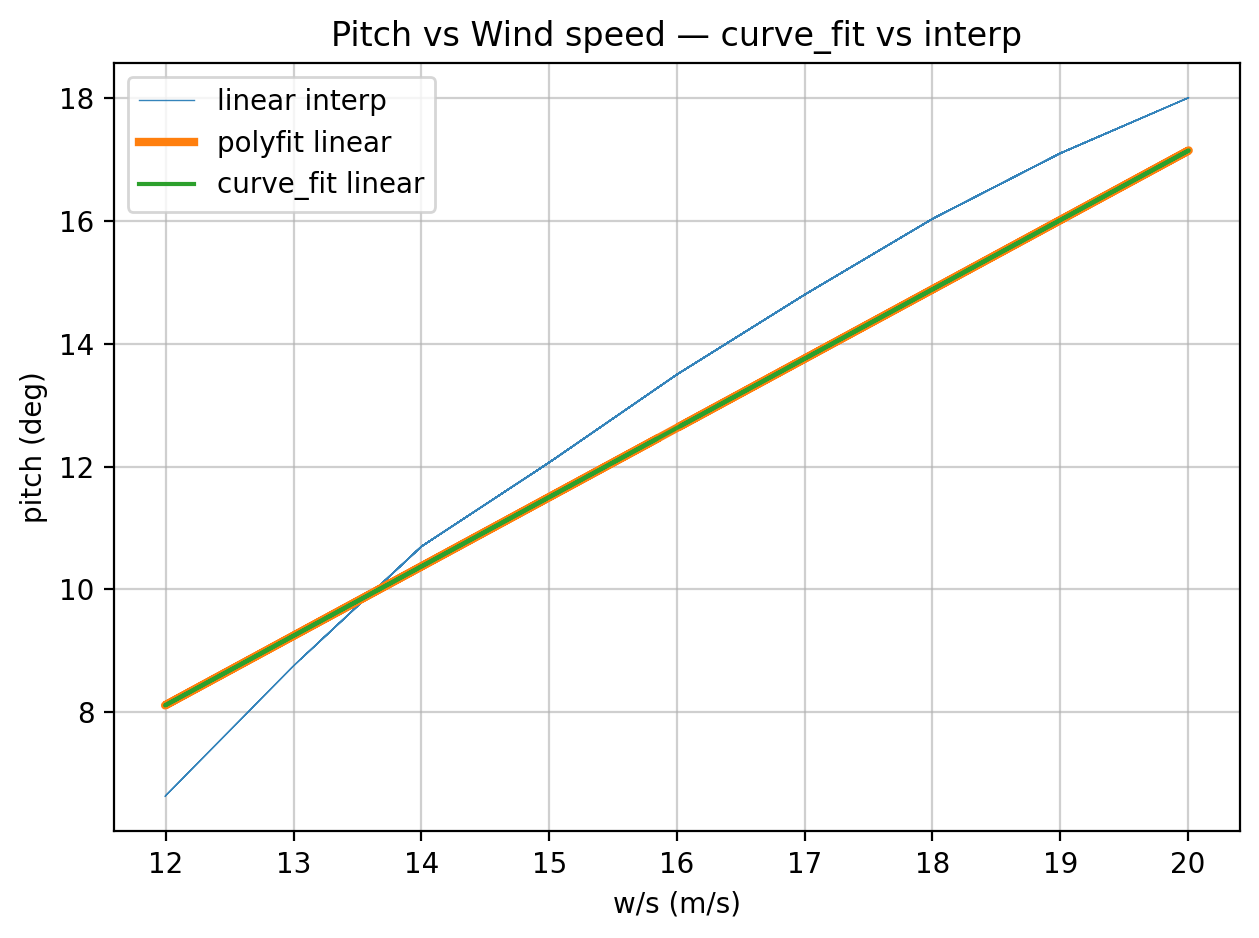 Pitch vs Wind speed — curve_fit vs interp
linear interp
polyfit linear
curve_fit linear
18
16
14
12
10
8
pitch (deg)
12 13 14 15 16 17 18 19 20
w/s (m/s)